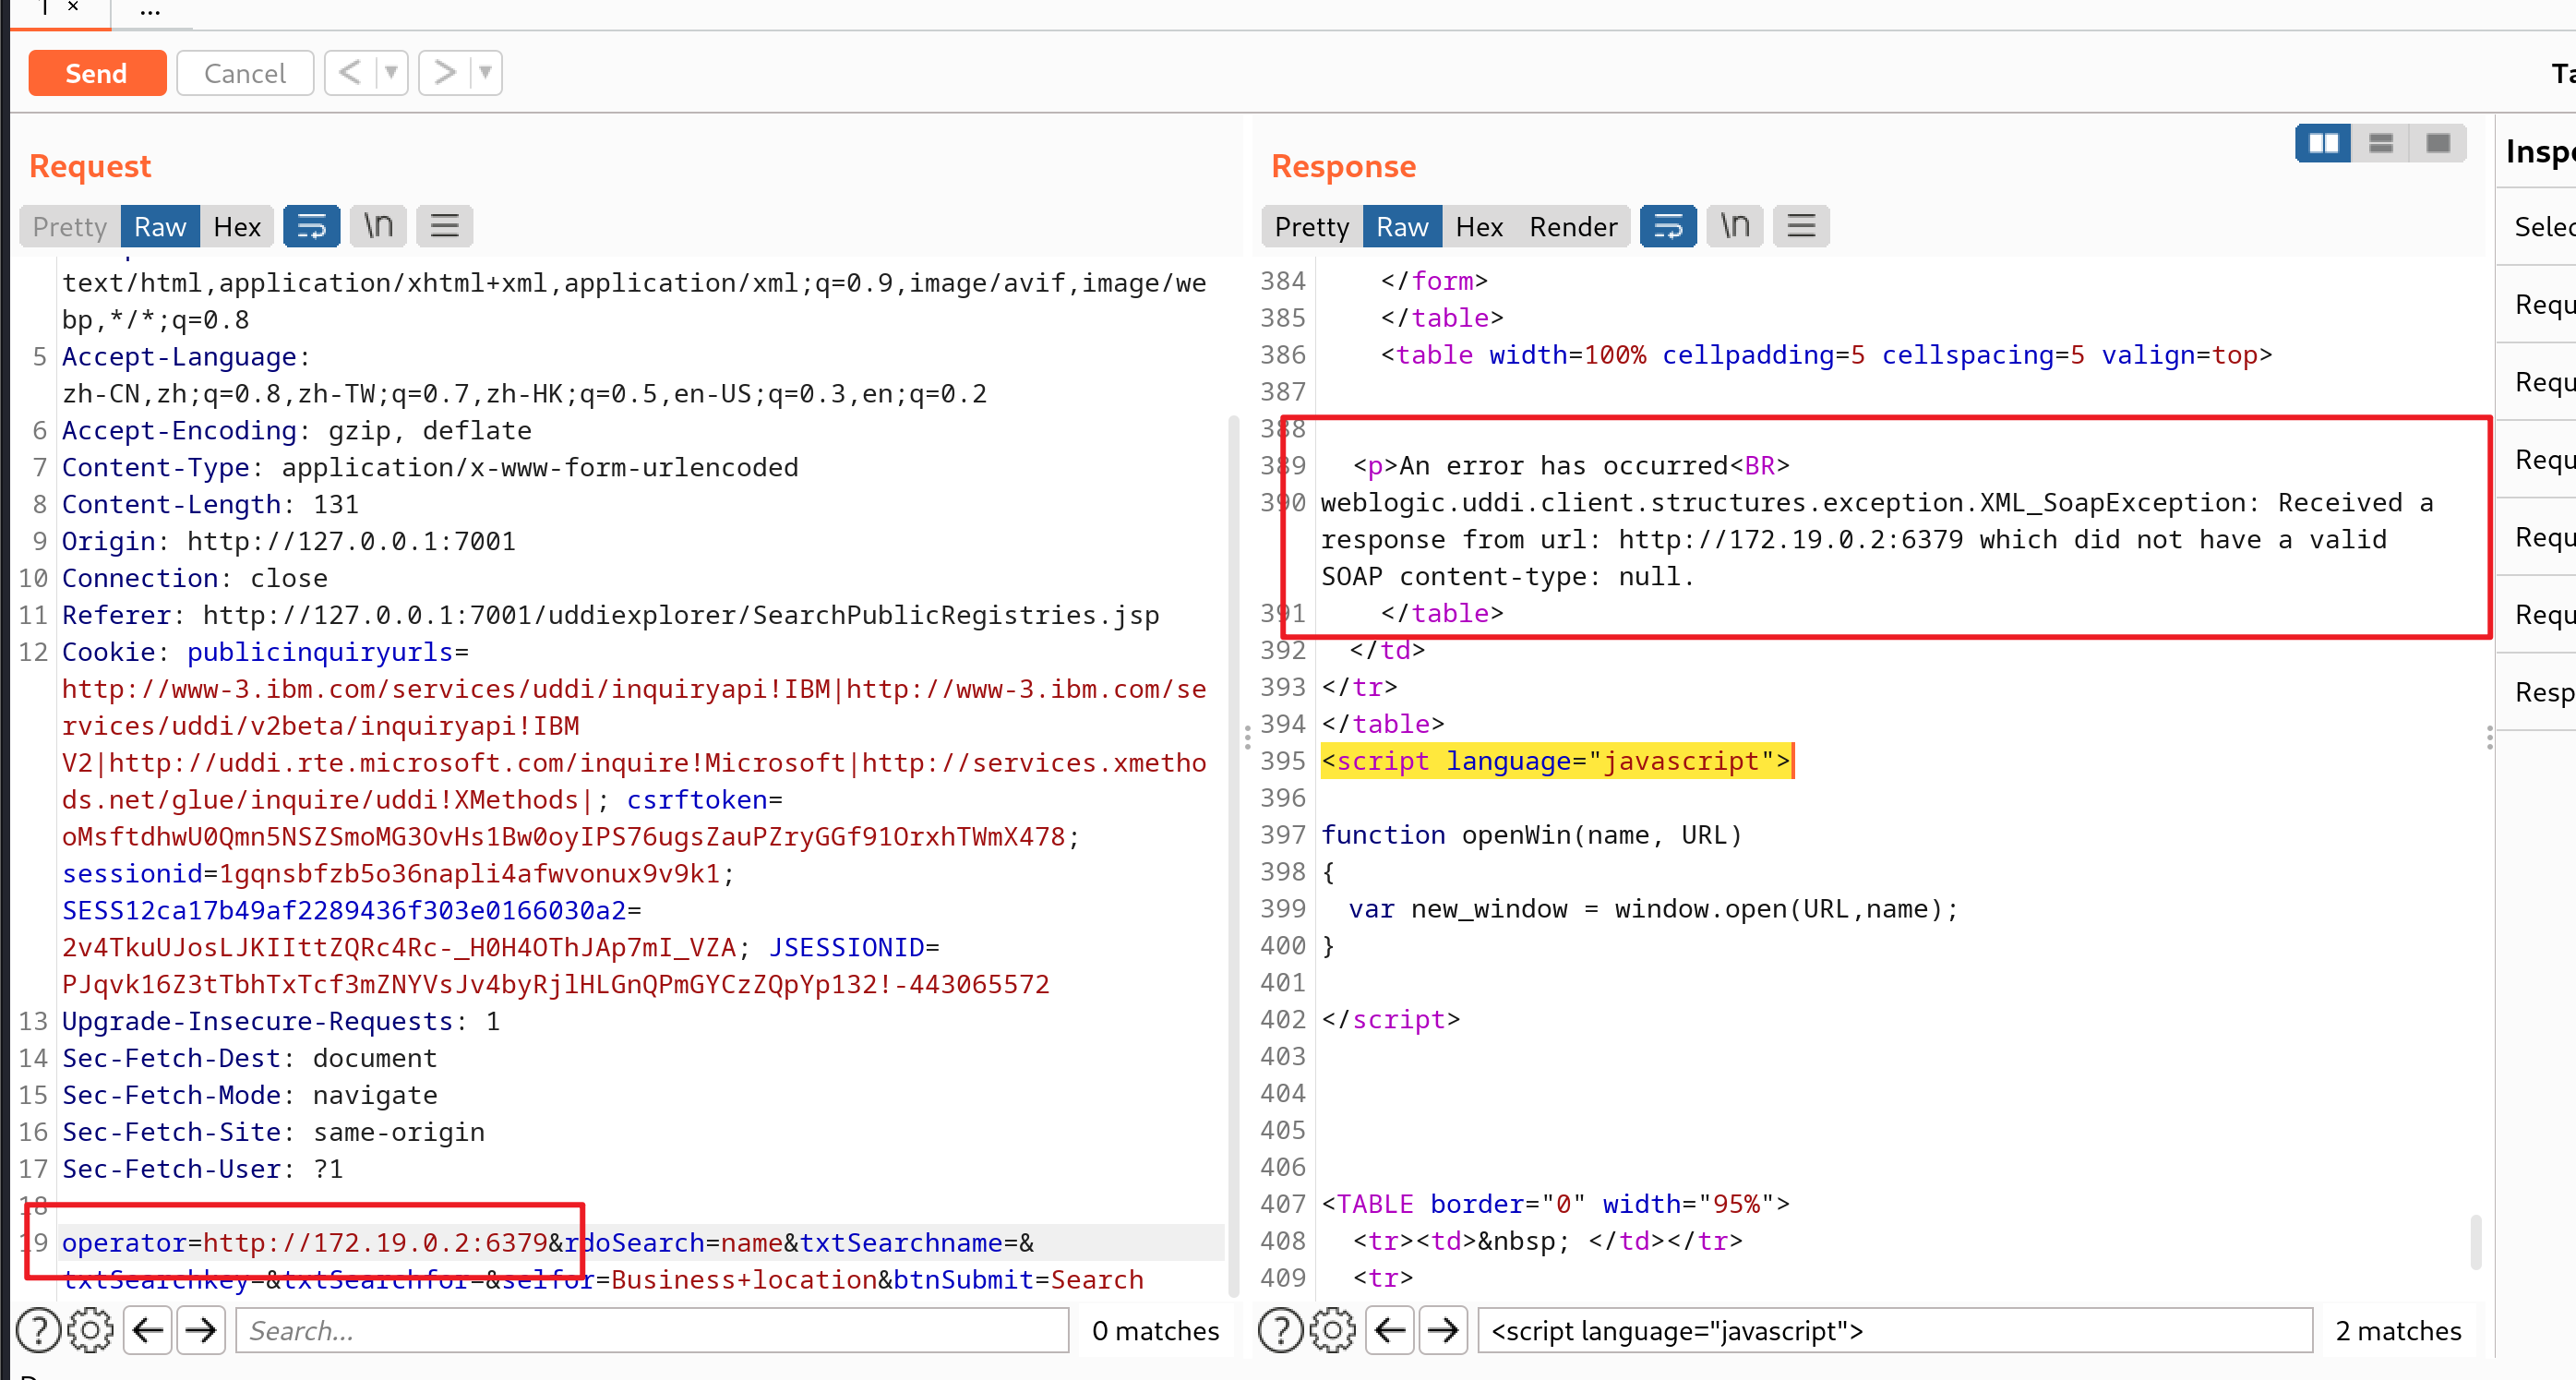 1 ×
...
Send
Cancel
< ▼
> ▼
Request
Pretty Raw Hex \n
text/html,application/xhtml+xml,application/xml;q=0.9,image/avif,image/we
bp,*/*;q=0.8
5 Accept-Language:
zh-CN,zh;q=0.8,zh-TW;q=0.7,zh-HK;q=0.5,en-US;q=0.3,en;q=0.2
6 Accept-Encoding: gzip, deflate
7 Content-Type: application/x-www-form-urlencoded
8 Content-Length: 131
9 Origin: http://127.0.0.1:7001
10 Connection: close
11 Referer: http://127.0.0.1:7001/uddiexplorer/SearchPublicRegistries.jsp
12 Cookie: publicinquiryurls=
http://www-3.ibm.com/services/uddi/inquiryapi!IBM|http://www-3.ibm.com/se
rvices/uddi/v2beta/inquiryapi!IBM
V2|http://uddi.rte.microsoft.com/inquire!Microsoft|http://services.xmetho
ds.net/glue/inquire/uddi!XMethods|; csrftoken=
oMsftdhwU0Qmn5NSZSmoMG3OvHs1Bw0oyIPS76ugsZauPZryGGf91OrxhTWmX478;
sessionid=1gqnsbfzb5o36napli4afwvonux9v9k1;
SESS12ca17b49af2289436f303e0166030a2=
2v4TkuUJosLJKIIttZQRc4Rc-_H0H4OThJAp7mI_VZA; JSESSIONID=
PJqvk16Z3tTbhTxTcf3mZNYVsJv4byRjlHLGnQPmGYCzZQpYp132!-443065572
13 Upgrade-Insecure-Requests: 1
14 Sec-Fetch-Dest: document
15 Sec-Fetch-Mode: navigate
16 Sec-Fetch-Site: same-origin
17 Sec-Fetch-User: ?1
18
19 operator=http://172.19.0.2:6379&rdoSearch=name&txtSearchname=&
txtSearchkey=&txtSearchfor=&selfor=Business+location&btnSubmit=Search
Search...
0 matches
Response
Pretty Raw Hex Render \n
384 </form>
385 </table>
386 <table width=100% cellpadding=5 cellspacing=5 valign=top>
387
388
389 <p>An error has occurred<BR>
390 weblogic.uddi.client.structures.exception.XML_SoapException: Received a
response from url: http://172.19.0.2:6379 which did not have a valid
SOAP content-type: null.
391 </table>
392 </td>
393 </tr>
394 </table>
395 <script language="javascript">
396
397 function openWin(name, URL)
398 {
399 var new_window = window.open(URL,name);
400 }
401
402 </script>
403
404
405
406
407 <TABLE border="0" width="95%">
408 <tr><td>&nbsp; </td></tr>
409 <tr>
<script language="javascript">
2 matches